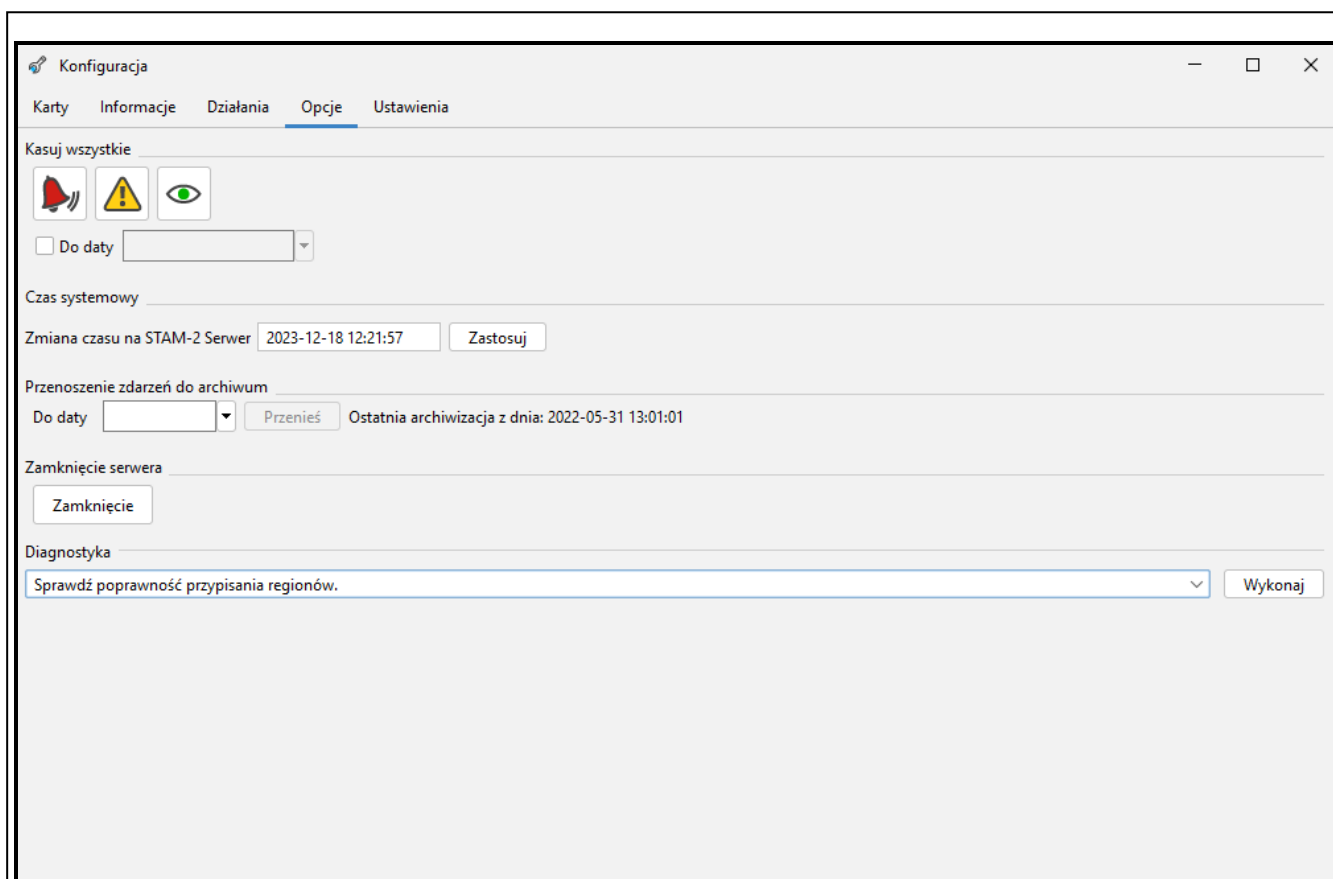 Konfiguracja
Karty Informacje Działania Opcje Ustawienia
Kasuj wszystkie
Do daty
Czas systemowy
Zmiana czasu na STAM-2 Serwer 2023-12-18 12:21:57 Zastosuj
Przenoszenie zdarzeń do archiwum
Do daty Przenieś Ostatnia archiwizacja z dnia: 2022-05-31 13:01:01
Zamknięcie serwera
Zamknięcie
Diagnostyka
Sprawdź poprawność przypisania regionów. Wykonaj